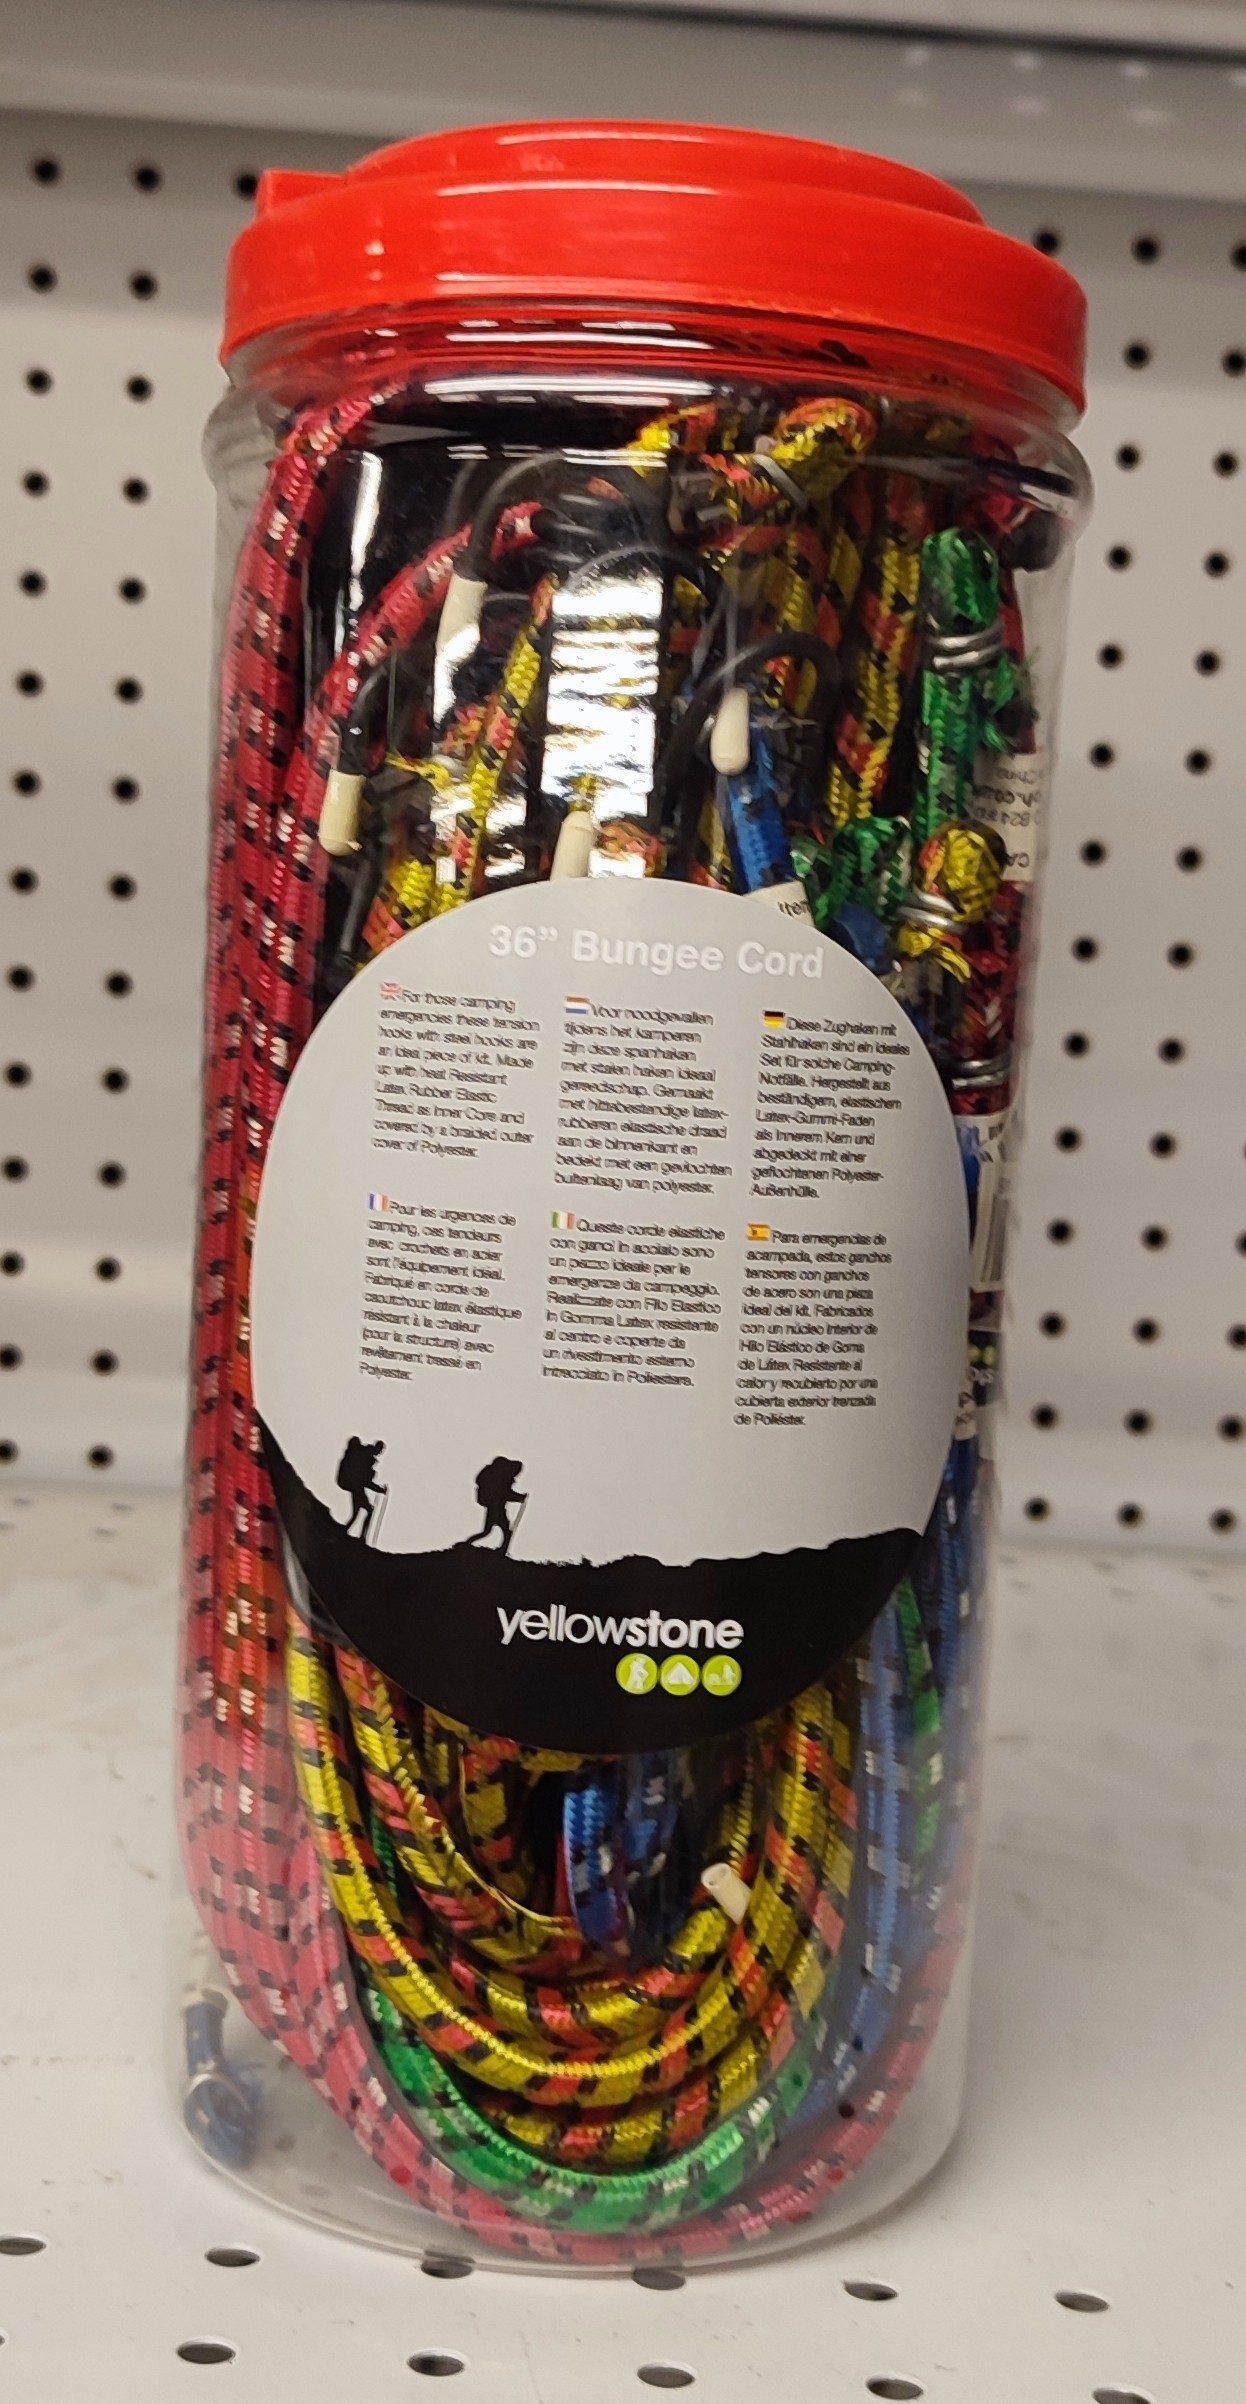 36” Bungee Cord
For those camping
emergencies these tension
hooks with steel hooks are
an ideal piece of kit. Made
up with heat Resistant
Latex Rubber Elastic
Thread as Inner Core and
covered by a braided outer
cover of Polyester.
Voor noodgevallen
tijdens het kamperen
zijn deze spanhaken
met stalen haken ideaal
gereedschap. Gemaakt
met hittebestendige latex-
rubberen elastische draad
aan de binnenkant en
bedekt met een gevlochten
buitenlaag van polyester.
Diese Zughaken mit
Stahlhaken sind ein ideales
Set für solche Camping-
Notfälle. Hergestellt aus
beständigem, elastischem
Latex-Gummi-Faden
als Innerem Kern und
abgedeckt mit einer
geflochtenen Polyester-
Außenhülle.
Pour les urgences de
camping, ces tendeurs
avec crochets en acier
sont l'équipement idéal.
Fabriqué en corde de
caoutchouc latex élastique
résistant à la chaleur
(pour la structure) avec
revêtement tressé en
Polyester.
Queste corde elastiche
con ganci in acciaio sono
un pezzo ideale per le
emergenze da campeggio.
Realizzate con Filo Elastico
in Gomma Latex resistente
al centro e coperte da
un rivestimento esterno
intrecciato in Poliestere.
Para emergencias de
acampada, estos ganchos
tensores con ganchos
de acero son una pieza
ideal del kit. Fabricados
con un núcleo interior de
Hilo Elástico de Goma
de Látex Resistente al
calor y recubierto por una
cubierta exterior trenzada
de Poliéster.
yellowstone
Item